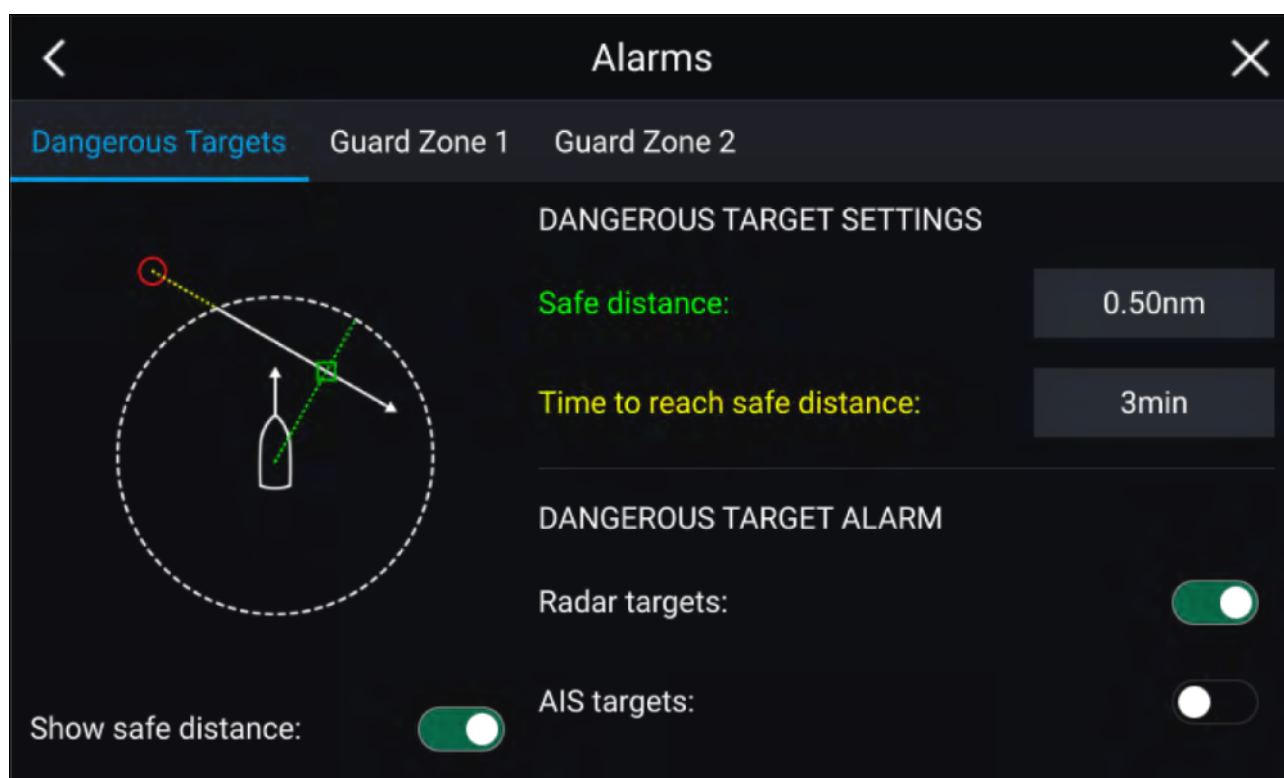 Alarms
Dangerous Targets
Guard Zone 1
Guard Zone 2
DANGEROUS TARGET SETTINGS
Safe distance:
0.50nm
Time to reach safe distance:
3min
DANGEROUS TARGET ALARM
Radar targets:
AIS targets:
Show safe distance: